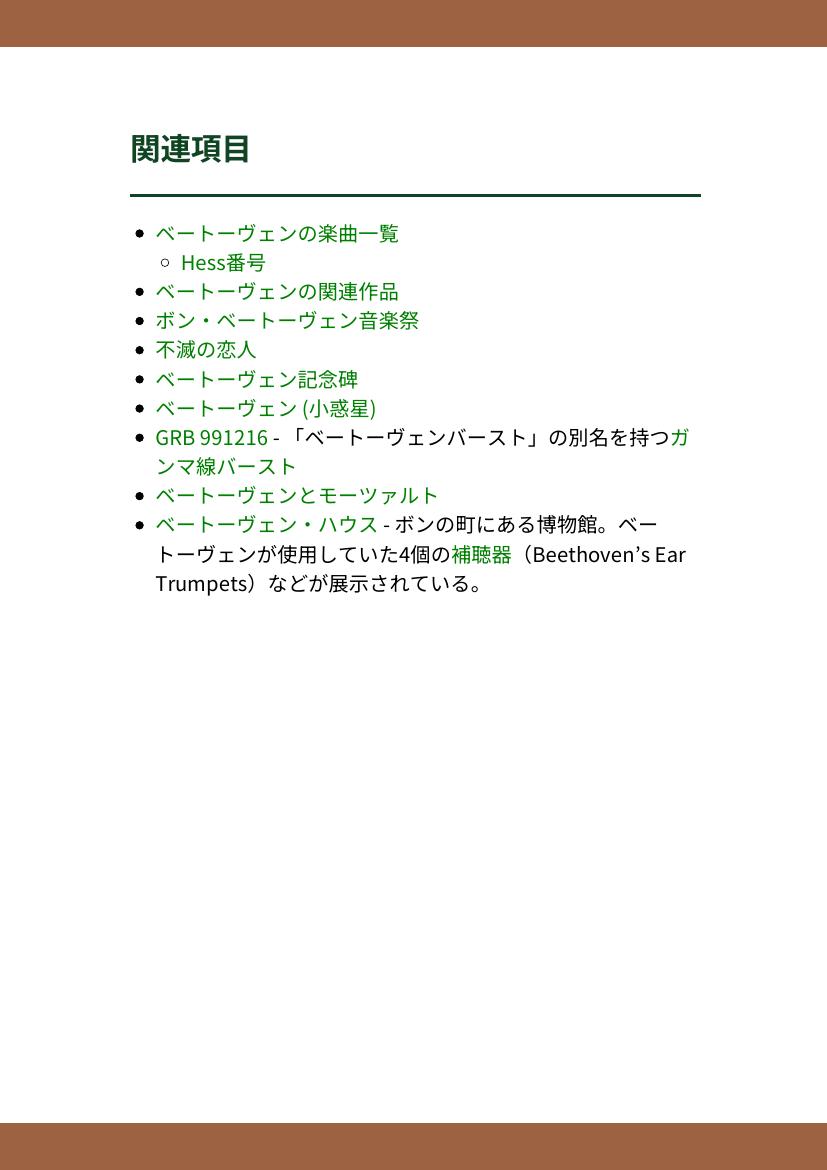 関連項目
ベートーヴェンの楽曲一覧
Hess番号
ベートーヴェンの関連作品
ボン・ベートーヴェン音楽祭
不滅の恋人
ベートーヴェン記念碑
ベートーヴェン (小惑星)
GRB 991216 - 「ベートーヴェンバースト」の別名を持つガ
ンマ線バースト
ベートーヴェンとモーツァルト
ベートーヴェン・ハウス - ボンの町にある博物館。ベー
トーヴェンが使用していた4個の補聴器（Beethoven’s Ear
Trumpets）などが展示されている。